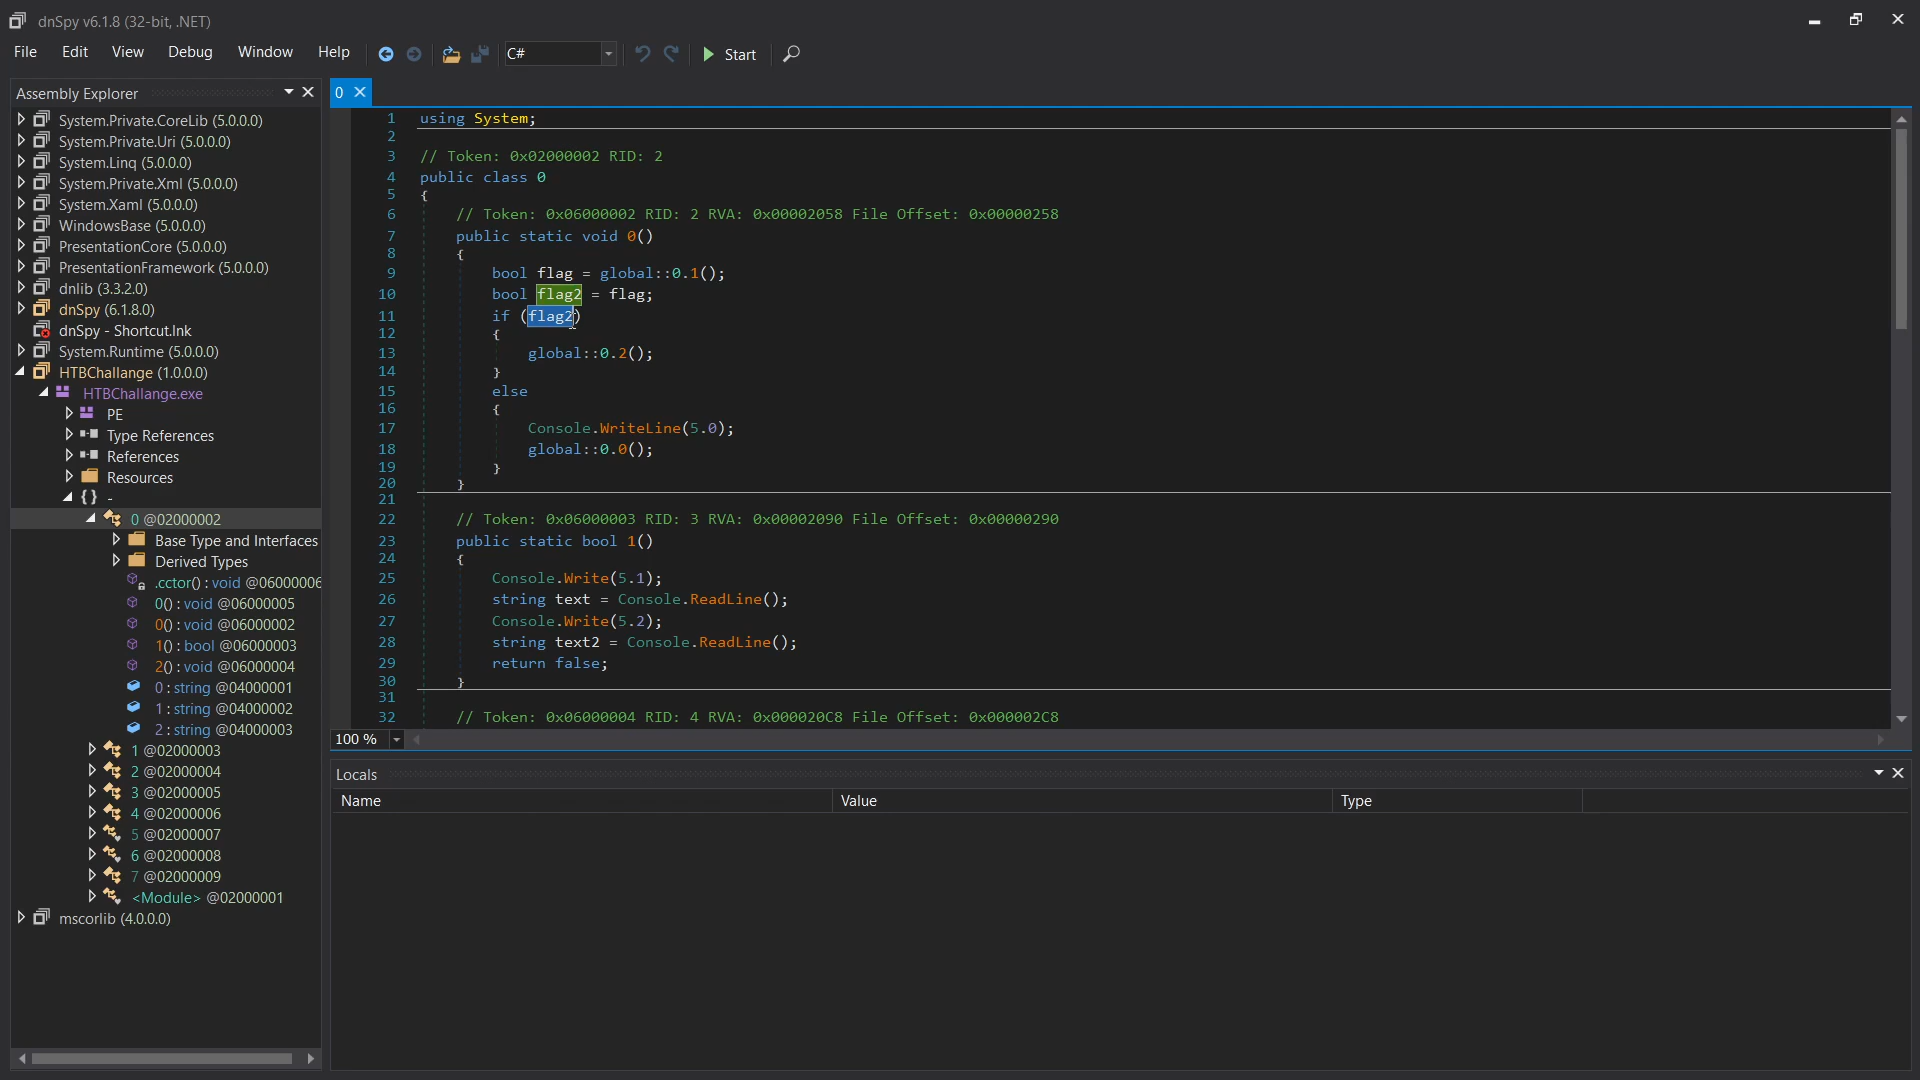 dnSpy v6.1.8 (32-bit, .NET)
File Edit View Debug Window Help C# Start
Assembly Explorer
System.Private.CoreLib (5.0.0.0)
System.Private.Uri (5.0.0.0)
System.Linq (5.0.0.0)
System.Private.Xml (5.0.0.0)
System.Xaml (5.0.0.0)
WindowsBase (5.0.0.0)
PresentationCore (5.0.0.0)
PresentationFramework (5.0.0.0)
dnlib (3.3.2.0)
dnSpy (6.1.8.0)
dnSpy - Shortcut.lnk
System.Runtime (5.0.0.0)
HTBChallange (1.0.0.0)
HTBChallange.exe
PE
Type References
References
Resources
{} -
0 @02000002
Base Type and Interfaces
Derived Types
.cctor() : void @06000006
0() : void @06000005
0() : void @06000002
1() : bool @06000003
2() : void @06000004
0 : string @04000001
1 : string @04000002
2 : string @04000003
1 @02000003
2 @02000004
3 @02000005
4 @02000006
5 @02000007
6 @02000008
7 @02000009
<Module> @02000001
mscorlib (4.0.0.0)
0
1 using System;
2
3 // Token: 0x02000002 RID: 2
4 public class 0
5 {
6 // Token: 0x06000002 RID: 2 RVA: 0x00002058 File Offset: 0x00000258
7 public static void 0()
8 {
9 bool flag = global::0.1();
10 bool flag2 = flag;
11 if (flag2)
12 {
13 global::0.2();
14 }
15 else
16 {
17 Console.WriteLine(5.0);
18 global::0.0();
19 }
20 }
21
22 // Token: 0x06000003 RID: 3 RVA: 0x00002090 File Offset: 0x00000290
23 public static bool 1()
24 {
25 Console.Write(5.1);
26 string text = Console.ReadLine();
27 Console.Write(5.2);
28 string text2 = Console.ReadLine();
29 return false;
30 }
31
32 // Token: 0x06000004 RID: 4 RVA: 0x000020C8 File Offset: 0x000002C8
100 %
Locals
Name Value Type